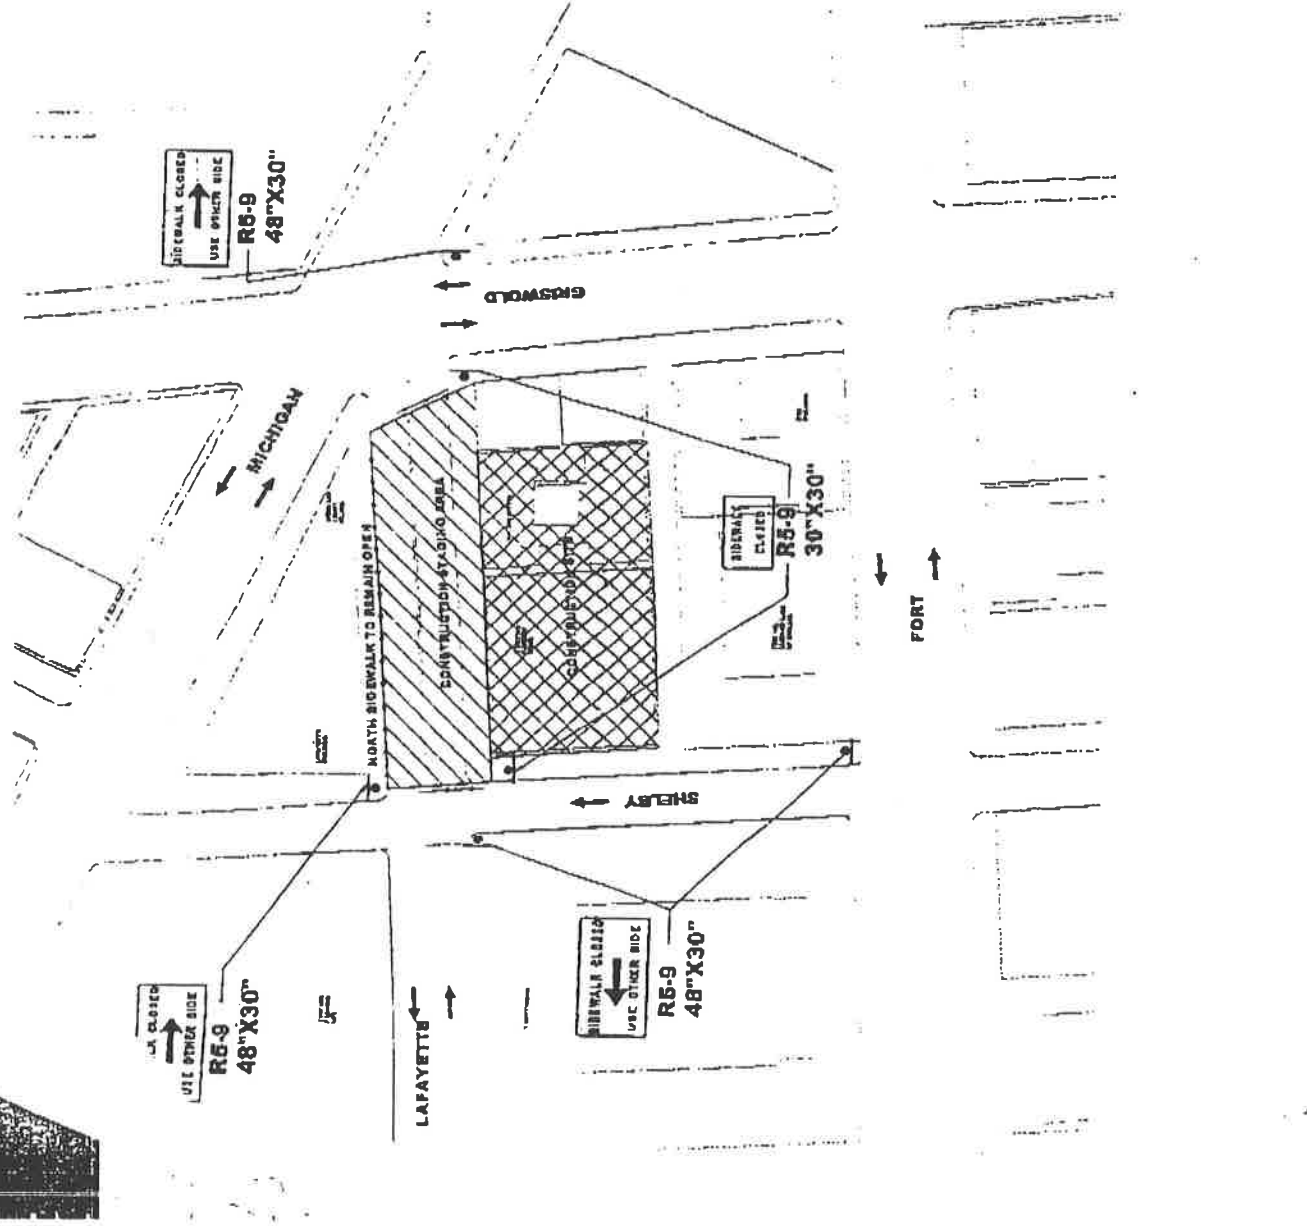 SIDEWALK CLOSED
USE OTHER SIDE
R5-9
48"X30"
GRISWOLD
MICHIGAN
NORTH SIDEWALK TO REMAIN OPEN
CONSTRUCTION STAGING AREA
CONSTRUCTION SITE
SIDEWALK
CLOSED
R5-9
30"X30"
FORT
SHELBY
CLOSED
USE OTHER SIDE
R5-9
48"X30"
LAFAYETTE
SIDEWALK CLOSED
USE OTHER SIDE
R5-9
48"X30"